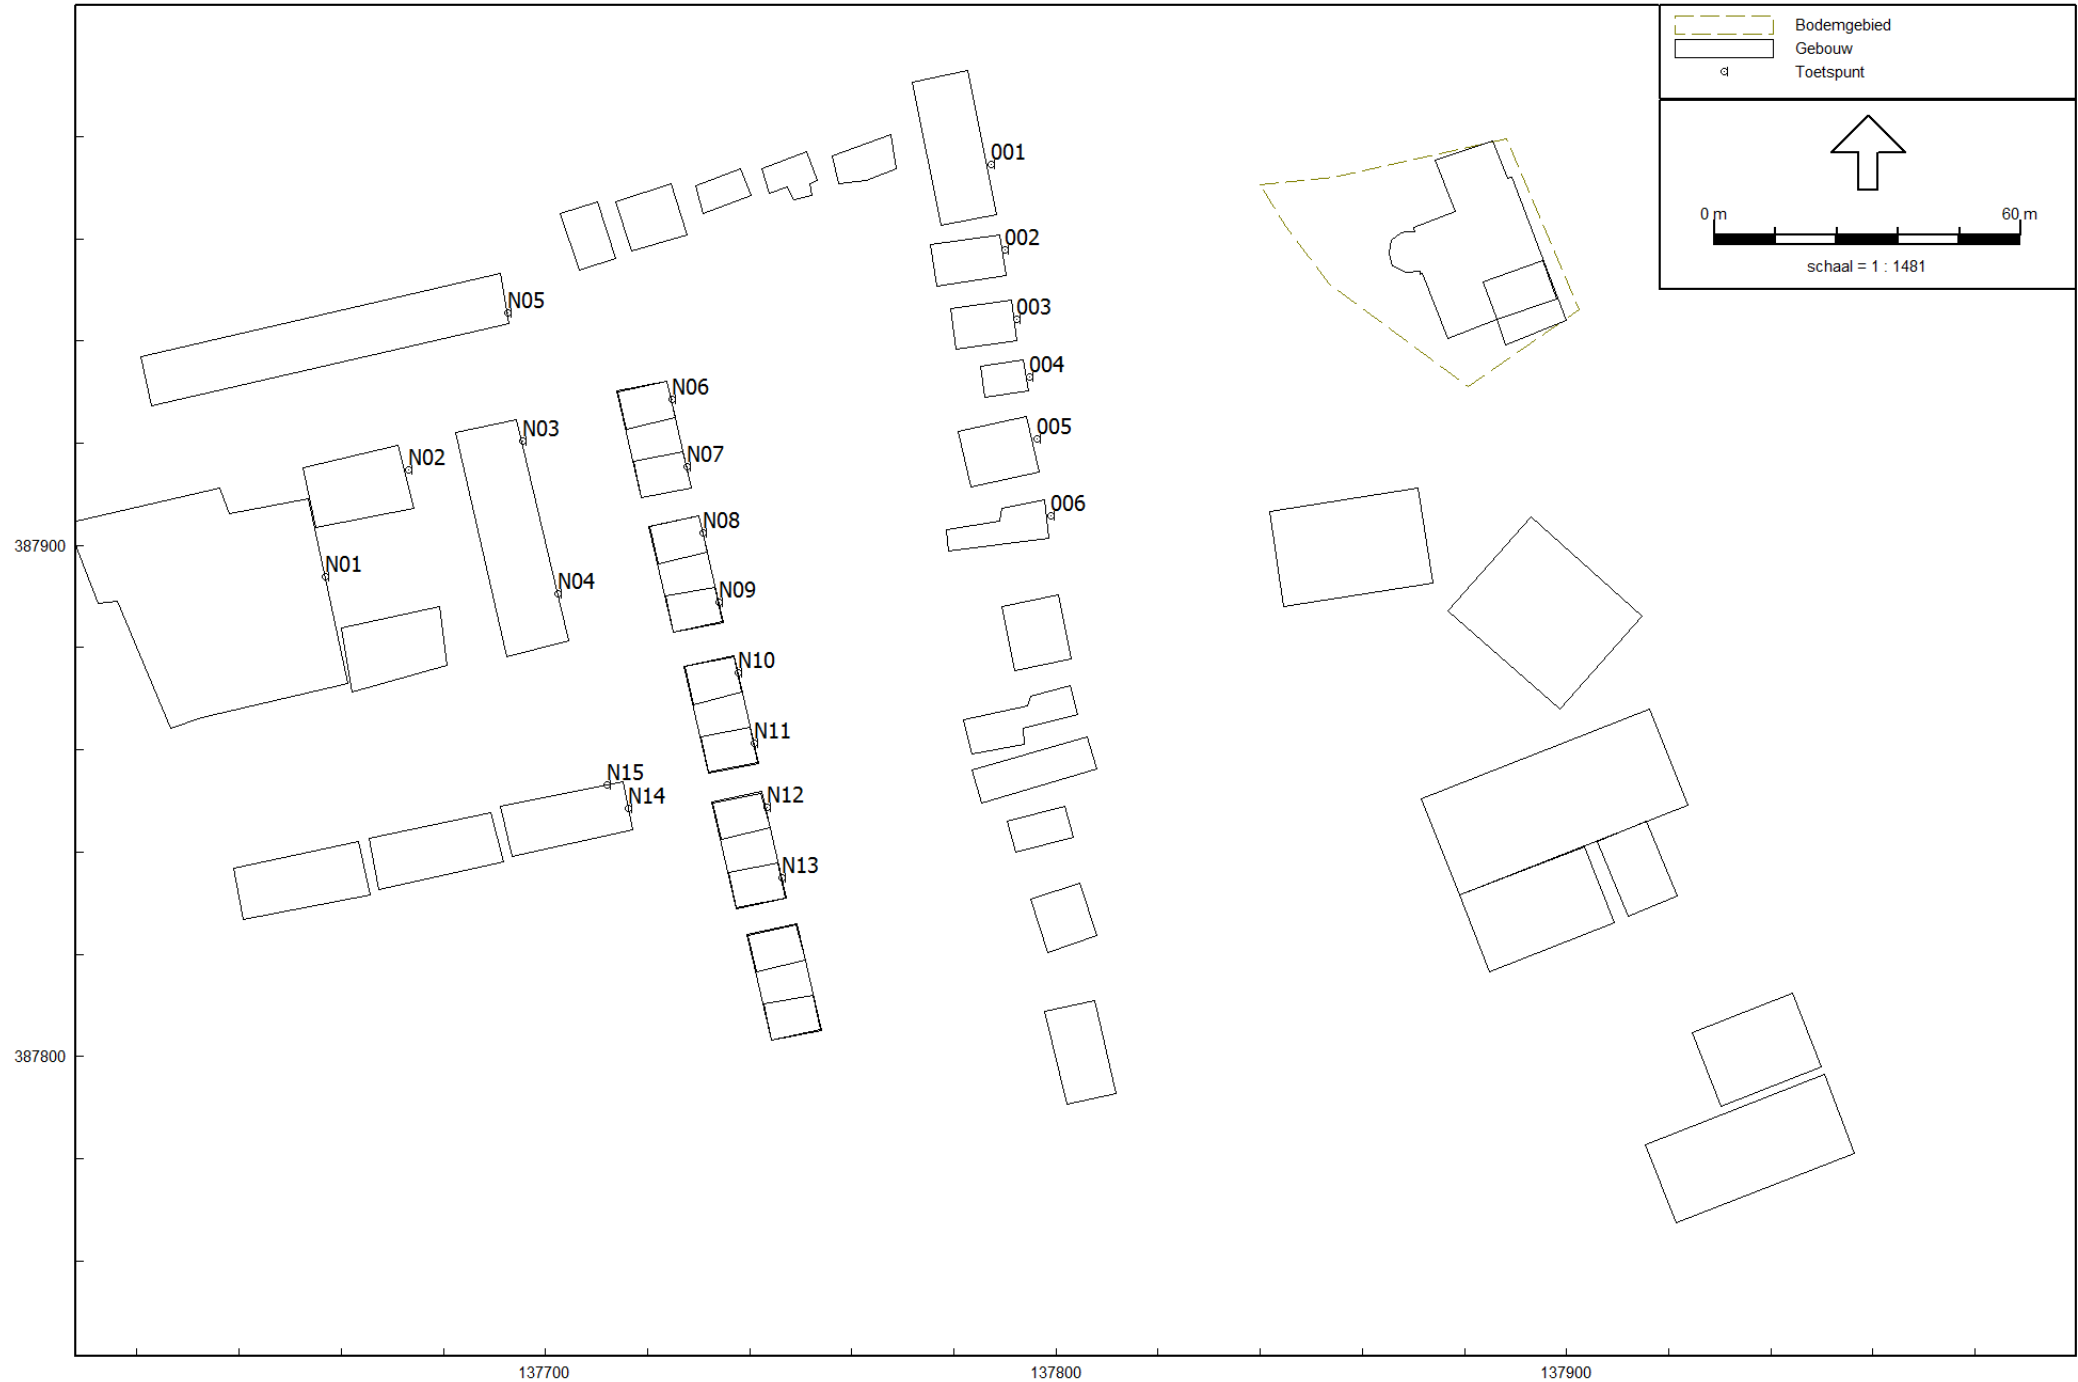 Bodemgebied
Gebouw
Toetspunt
0 m 60 m
schaal = 1 : 1481
001
002
003
004
005
006
N05
N06
N03
N02
N07
N08
N01
N04
N09
N10
N11
N15
N14
N12
N13
387900
387800
137700 137800 137900